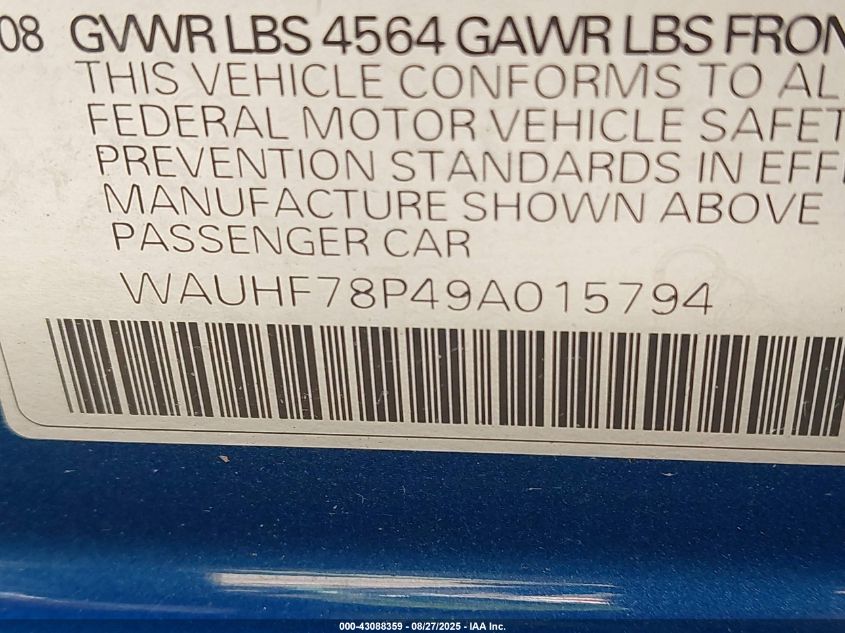 08 GVWR LBS 4564 GAWR LBS FRON
THIS VEHICLE CONFORMS TO AL
FEDERAL MOTOR VEHICLE SAFET
PREVENTION STANDARDS IN EFF
MANUFACTURE SHOWN ABOVE
PASSENGER CAR
WAUHF78P49A015794
000-43088359 - 08/27/2025 - IAA Inc.